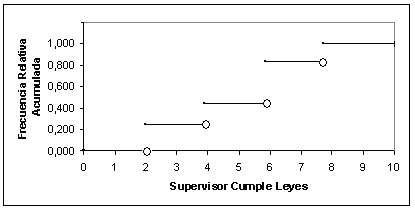 Frecuencia Relativa
Acumulada
1,000
0,800
0,600
0,400
0,200
0,000
0 1 2 3 4 5 6 7 8 9 10
Supervisor Cumple Leyes